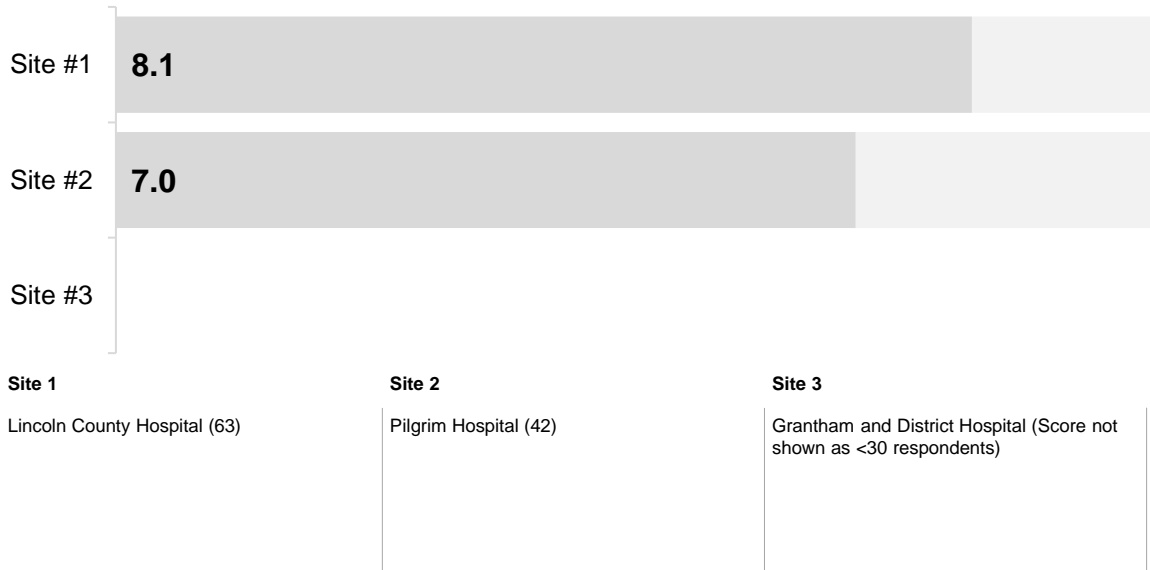 Site #1
8.1
Site #2
7.0
Site #3
Site 1
Site 2
Site 3
Lincoln County Hospital (63)
Pilgrim Hospital (42)
Grantham and District Hospital (Score not
shown as <30 respondents)